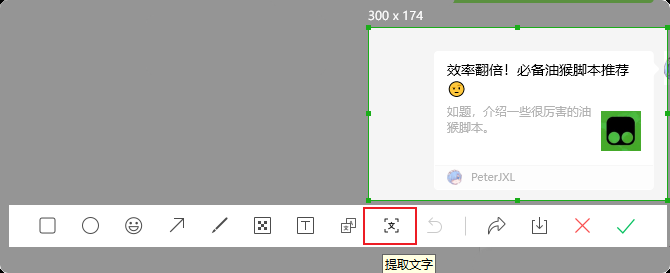 300 x 174
效率翻倍！必备油猴脚本推荐
如题，介绍一些很厉害的油
猴脚本。
PeterJXL
提取文字